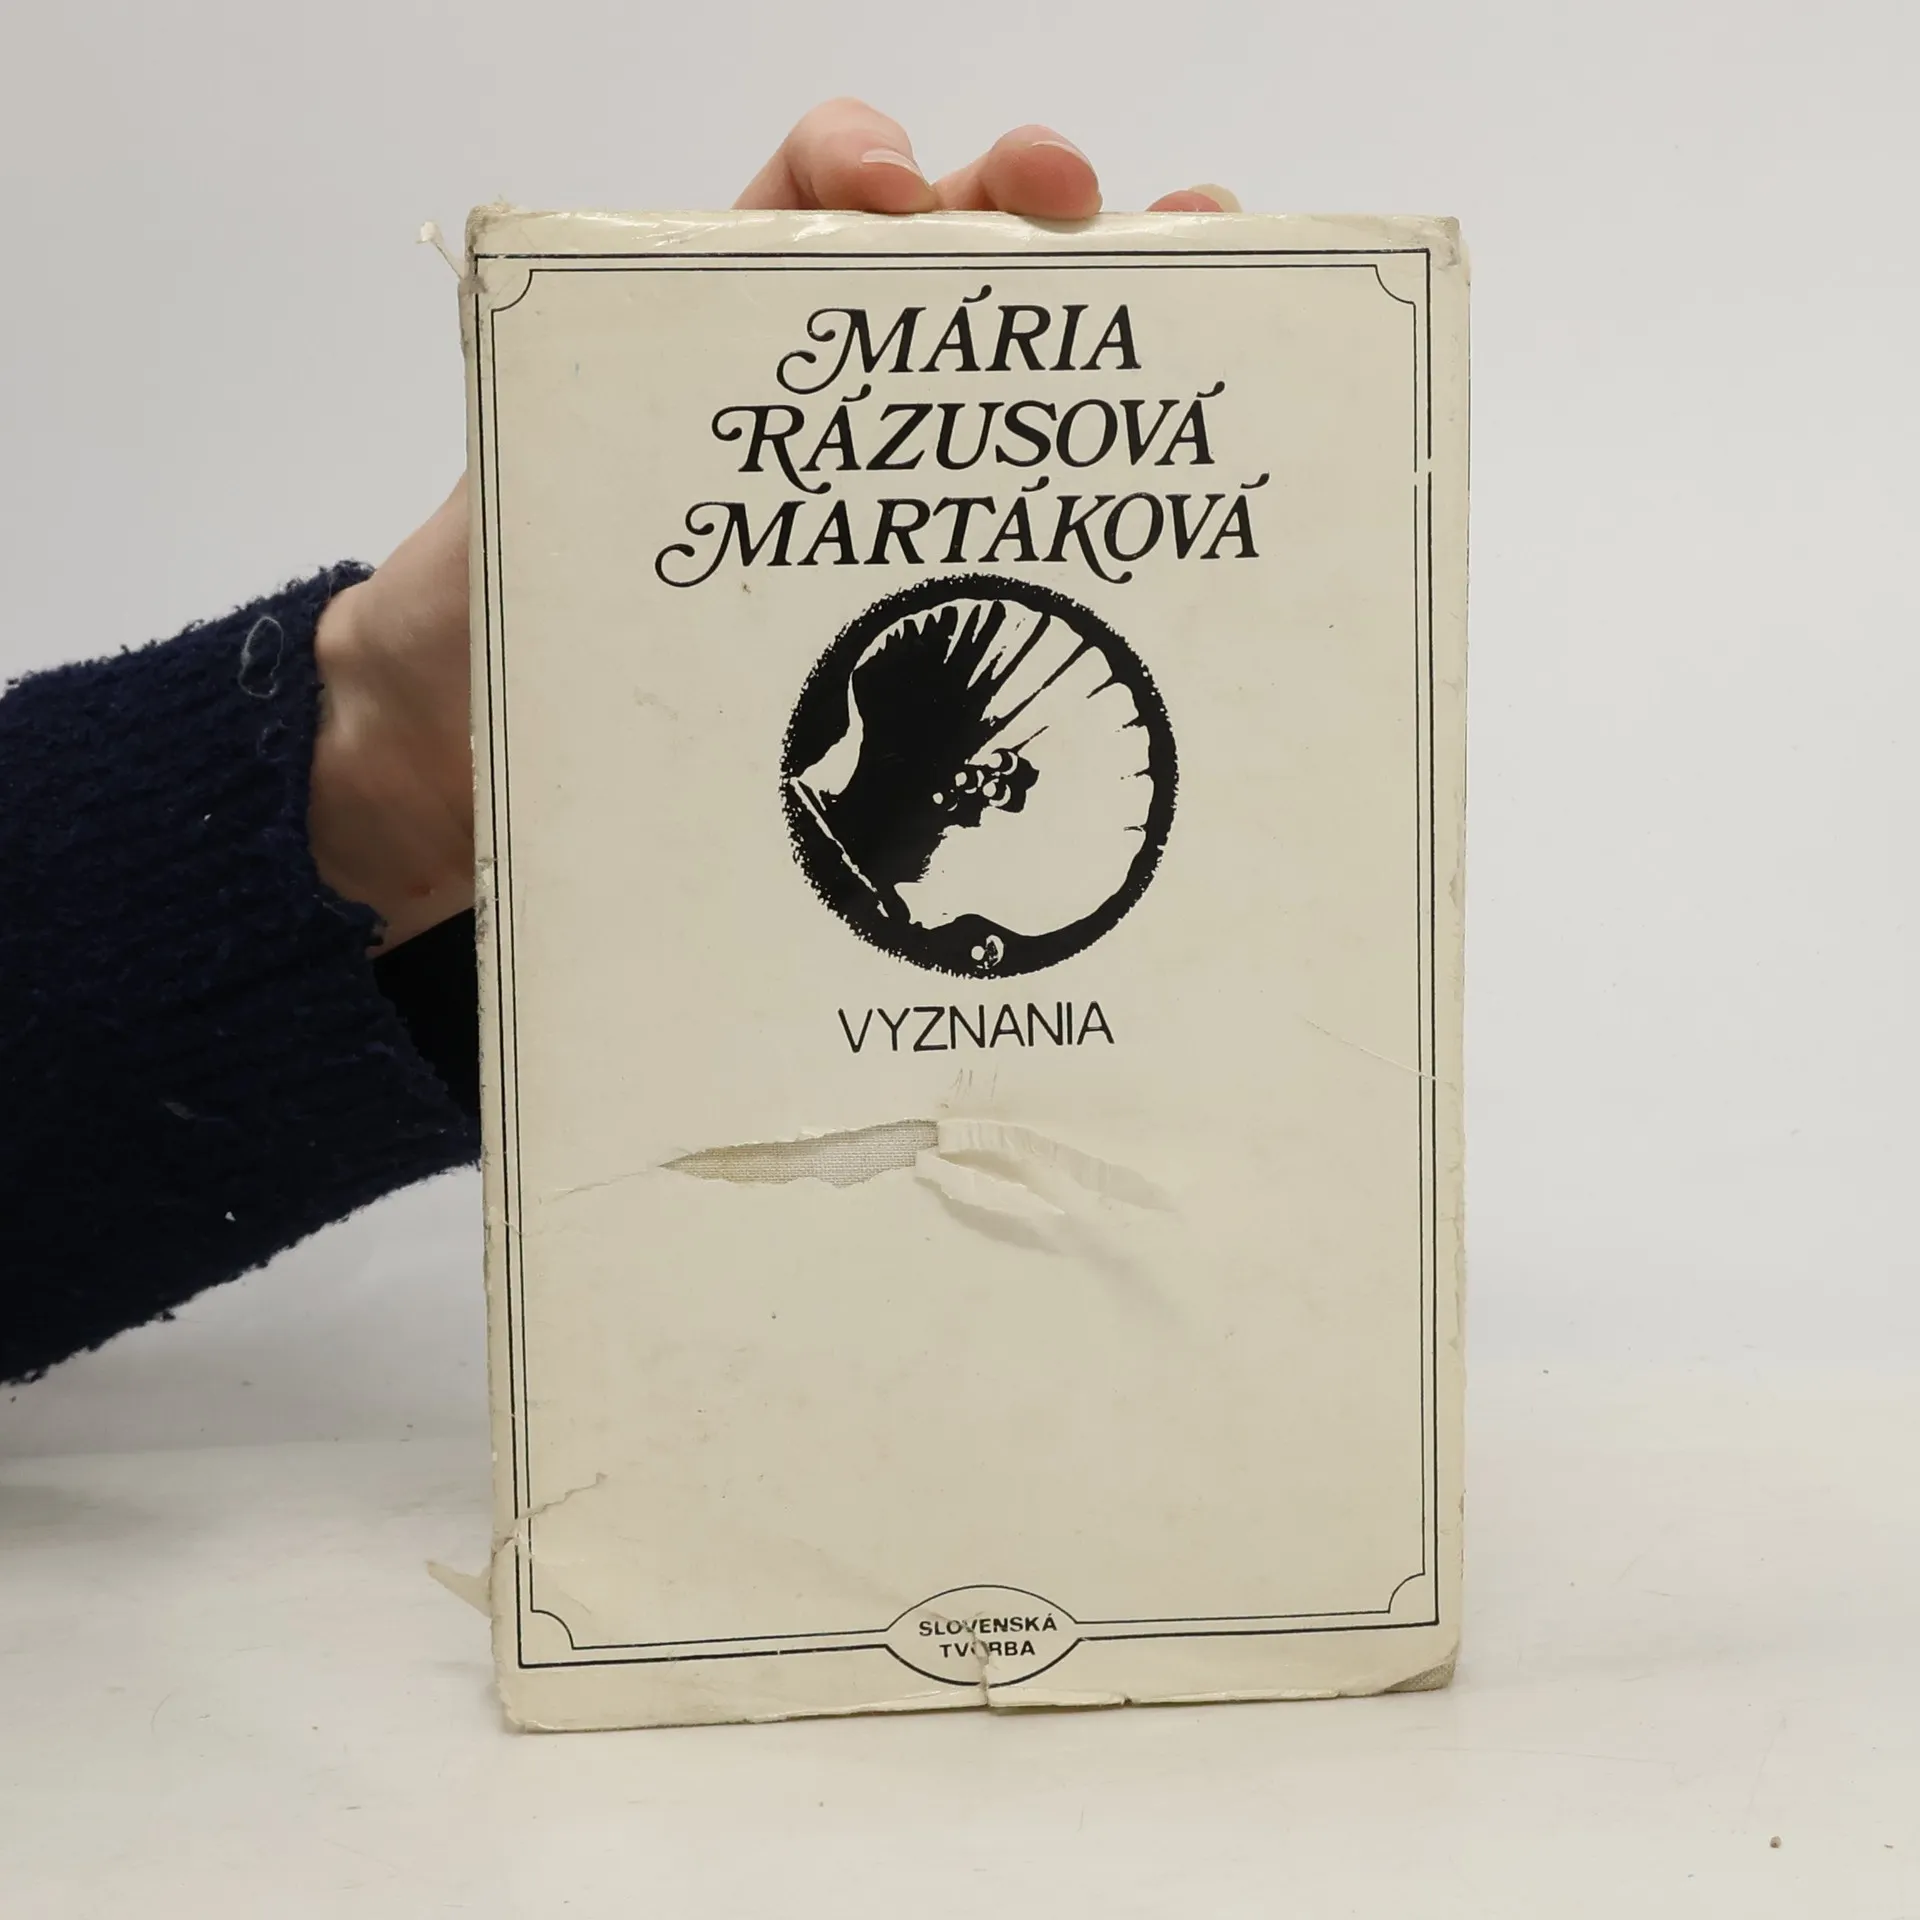 MÁRIA
RÁZUSOVÁ
MARTÁKOVÁ
VYZNANIA
SLOVENSKÁ
TVORBA